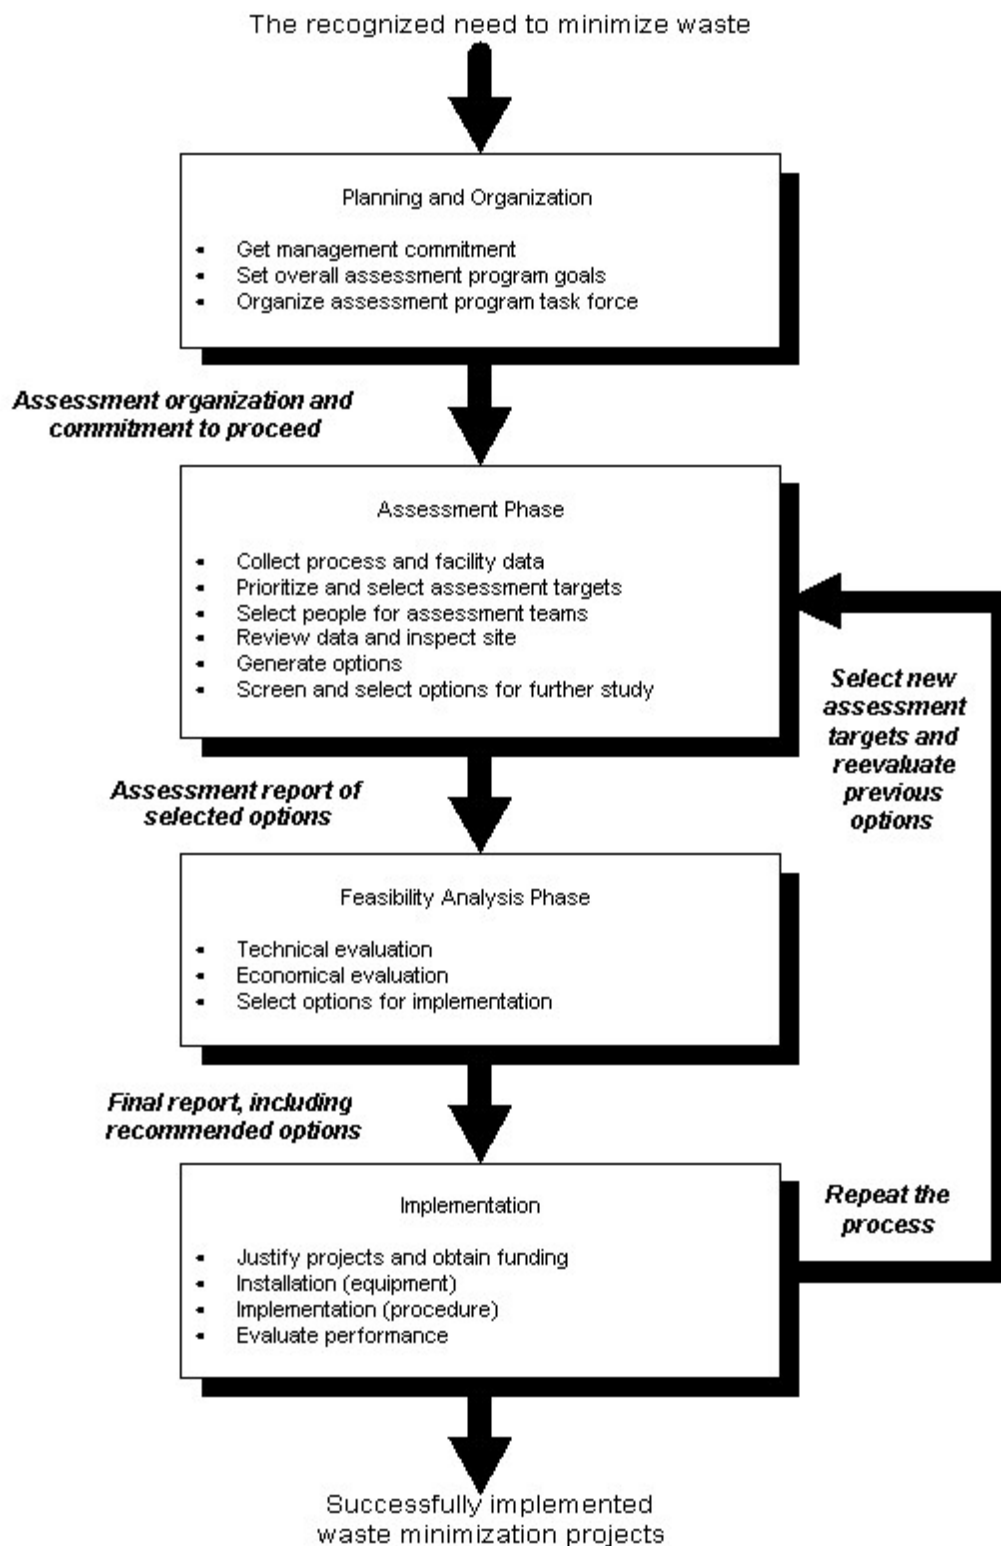 The recognized need to minimize waste
Planning and Organization
• Get management commitment
• Set overall assessment program goals
• Organize assessment program task force
Assessment organization and
commitment to proceed
Assessment Phase
• Collect process and facility data
• Prioritize and select assessment targets
• Select people for assessment teams
• Review data and inspect site
• Generate options
• Screen and select options for further study
Select new
assessment
targets and
reevaluate
previous
options
Assessment report of
selected options
Feasibility Analysis Phase
• Technical evaluation
• Economical evaluation
• Select options for implementation
Final report, including
recommended options
Implementation
• Justify projects and obtain funding
• Installation (equipment)
• Implementation (procedure)
• Evaluate performance
Repeat the
process
Successfully implemented
waste minimization projects